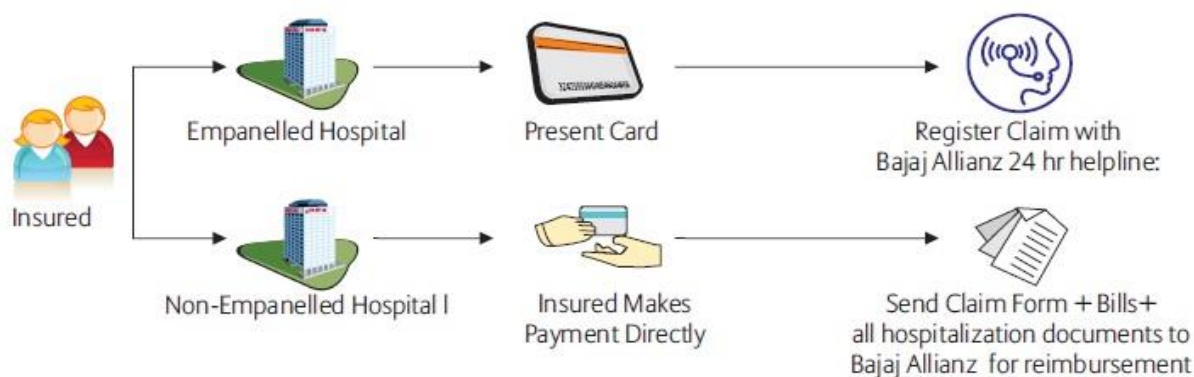 Empanelled Hospital
Present Card
Register Claim with
Bajaj Allianz 24 hr helpline:
Insured
Non-Empanelled Hospital l
Insured Makes
Payment Directly
Send Claim Form + Bills+
all hospitalization documents to
Bajaj Allianz for reimbursement